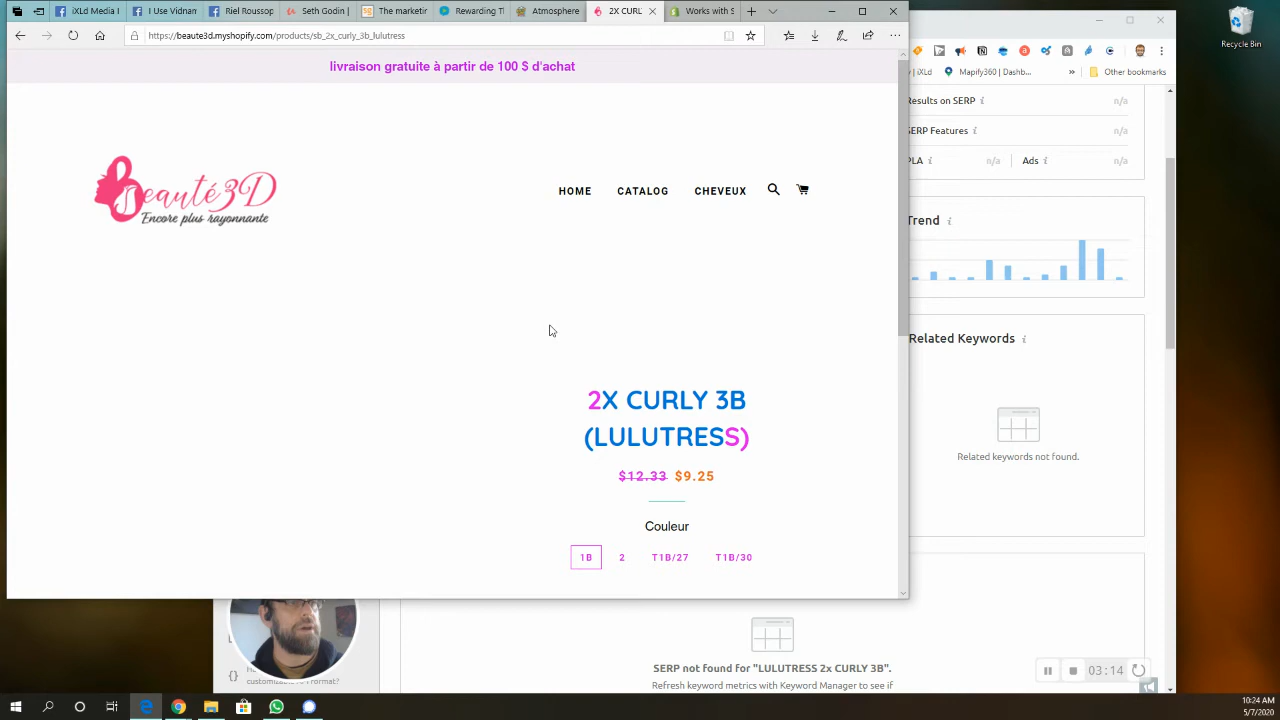 iXLd Media I
I Use Vidnam
Riel Roussop
Seth Godin |
The marketir
Rewarding Tl
Atmosphere
2X CURL
Works with S
https://beaute3d.myshopify.com/products/sb_2x_curly_3b_lulutress
livraison gratuite à partir de 100 $ d'achat
Beauté3D
Encore plus rayonnante
HOME
CATALOG
CHEVEUX
2X CURLY 3B
(LULUTRESS)
$12.33 $9.25
Couleur
1B
2
T1B/27
T1B/30
| iXLd
Mapify360 | Dashb...
»
Other bookmarks
Results on SERP n/a
SERP Features n/a
PLA n/a
Ads n/a
Trend
Related Keywords
Related keywords not found.
SERP not found for "LULUTRESS 2x CURLY 3B".
Refresh keyword metrics with Keyword Manager to see if
03:14
Recycle Bin
10:24 AM
5/7/2020